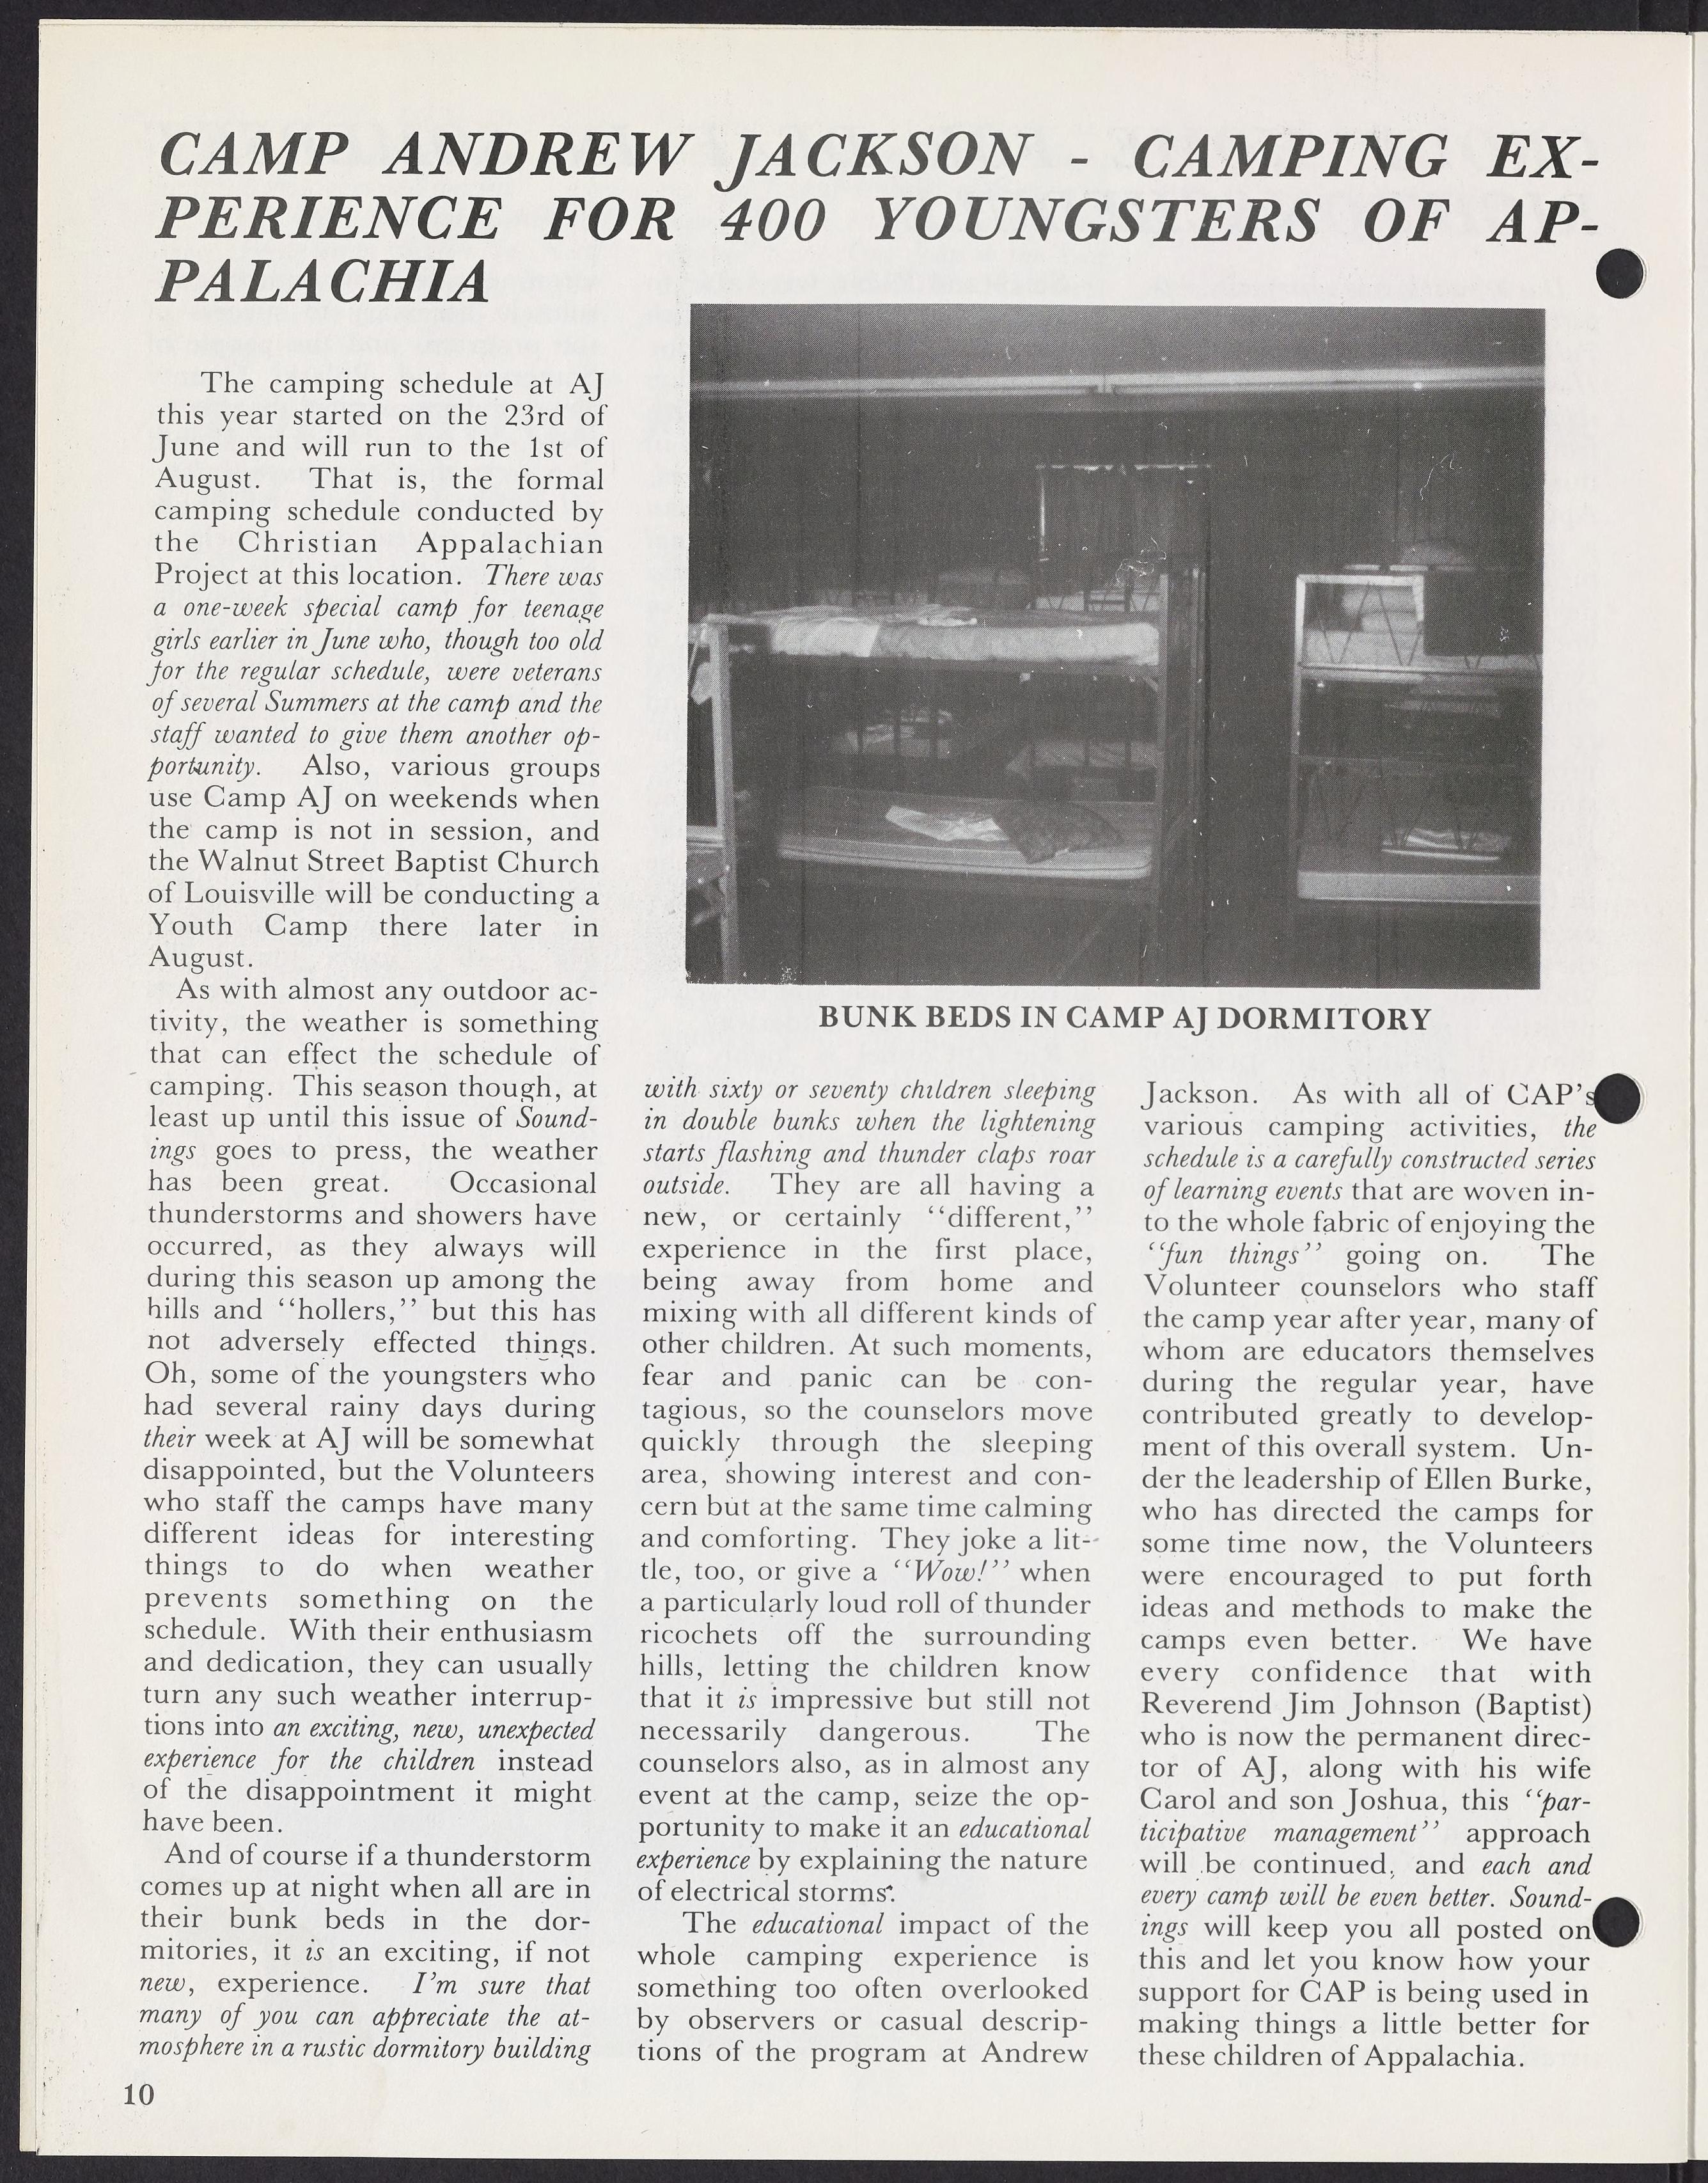 CAMP ANDREW JACKSON - CAMPING EX-
PERIENCE FOR 400 YOUNGSTERS OF AP-
PALACHIA
The camping schedule at AJ
this year started on the 23rd of
June and will run to the 1st of
August. That is, the formal
camping schedule conducted by
the Christian Appalachian
Project at this location. There was
a one-week special camp for teenage
girls earlier in June who, though too old
for the regular schedule, were veterans
of several Summers at the camp and the
staff wanted to give them another op-
portunity. Also, various groups
use Camp AJ on weekends when
the camp is not in session, and
the Walnut Street Baptist Church
of Louisville will be conducting a
Youth Camp there later in
August.
As with almost any outdoor ac-
tivity, the weather is something
that can effect the schedule of
camping. This season though, at
least up until this issue of Sound-
ings goes to press, the weather
has been great. Occasional
thunderstorms and showers have
occurred, as they always will
during this season up among the
hills and "hollers," but this has
not adversely effected things.
Oh, some of the youngsters who
had several rainy days during
their week at AJ will be somewhat
disappointed, but the Volunteers
who staff the camps have many
different ideas for interesting
things to do when weather
prevents something on the
schedule. With their enthusiasm
and dedication, they can usually
turn any such weather interrup-
tions into an exciting, new, unexpected
experience for the children instead
of the disappointment it might
have been.
And of course if a thunderstorm
comes up at night when all are in
their bunk beds in the dor-
mitories, it is an exciting, if not
new, experience. I'm sure that
many of you can appreciate the at-
mosphere in a rustic dormitory building
BUNK BEDS IN CAMP AJ DORMITORY
with sixty or seventy children sleeping
in double bunks when the lightening
starts flashing and thunder claps roar
outside. They are all having a
new, or certainly "different,"
experience in the first place,
being away from home and
mixing with all different kinds of
other children. At such moments,
fear and panic can be con-
tagious, so the counselors move
quickly through the sleeping
area, showing interest and con-
cern but at the same time calming
and comforting. They joke a lit-
tle, too, or give a "Wow!" when
a particularly loud roll of thunder
ricochets off the surrounding
hills, letting the children know
that it is impressive but still not
necessarily dangerous. The
counselors also, as in almost any
event at the camp, seize the op-
portunity to make it an educational
experience by explaining the nature
of electrical storms.
The educational impact of the
whole camping experience is
something too often overlooked
by observers or casual descrip-
tions of the program at Andrew
Jackson. As with all of CAP's
various camping activities, the
schedule is a carefully constructed series
of learning events that are woven in-
to the whole fabric of enjoying the
"fun things" going on. The
Volunteer counselors who staff
the camp year after year, many of
whom are educators themselves
during the regular year, have
contributed greatly to develop-
ment of this overall system. Un-
der the leadership of Ellen Burke,
who has directed the camps for
some time now, the Volunteers
were encouraged to put forth
ideas and methods to make the
camps even better. We have
every confidence that with
Reverend Jim Johnson (Baptist)
who is now the permanent direc-
tor of AJ, along with his wife
Carol and son Joshua, this "par-
ticipative management" approach
will be continued, and each and
every camp will be even better. Sound-
ings will keep you all posted on
this and let you know how your
support for CAP is being used in
making things a little better for
these children of Appalachia.
10